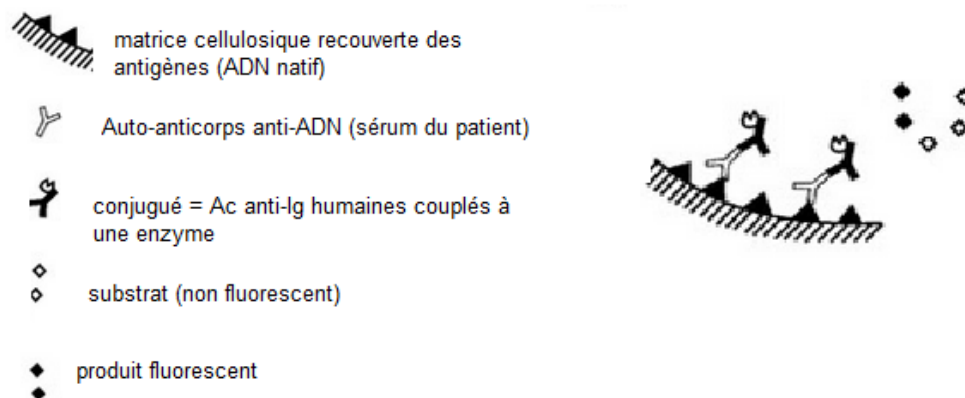 matrice cellulosique recouverte des
antigènes (ADN natif)
Auto-anticorps anti-ADN (sérum du patient)
conjugué = Ac anti-Ig humaines couplés à
une enzyme
substrat (non fluorescent)
produit fluorescent